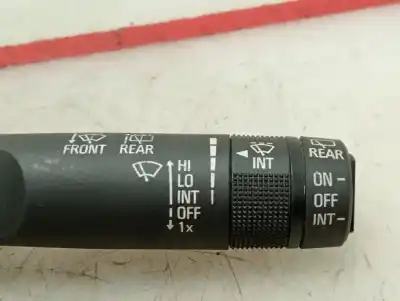 FRONT REAR
HI
LO
INT
OFF
1x
INT
REAR
ON
OFF
INT